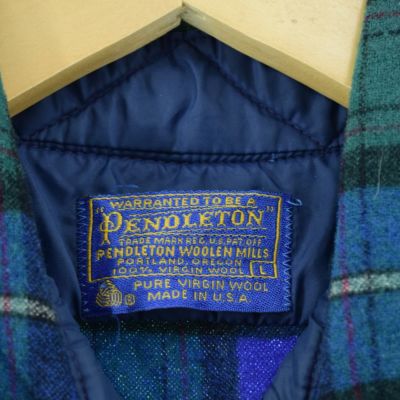 WARRANTED TO BE A
"PENDLETON"
TRADE MARK REG. U.S. PAT. OFF.
PENDLETON WOOLEN MILLS
PORTLAND, OREGON
100% VIRGIN WOOL L
PURE VIRGIN WOOL
MADE IN U.S.A.